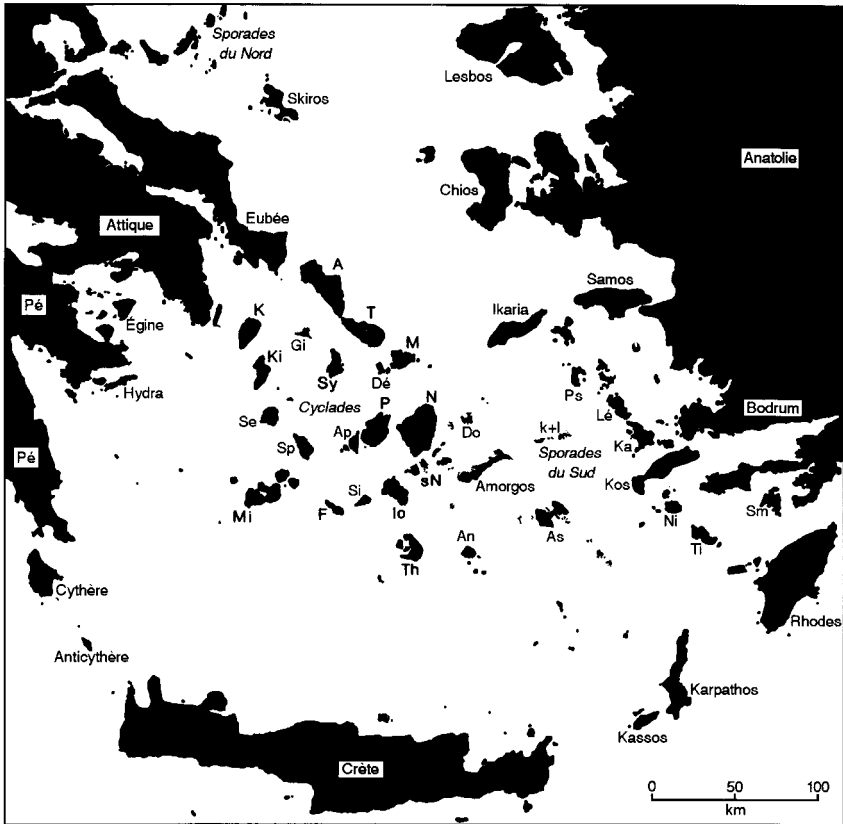 Sporades
du Nord
Lesbos
Skiros
Anatolie
Chios
Eubée
Attique
A
Samos
Pé
Égine
K
T
Ikaria
Gi
M
Ki
Sy
Dé
Hydra
Ps
Cyclades
P
N
Lé
Bodrum
Se
Ap
Do
k+l
Ka
Sp
Sporades
du Sud
Pé
sN
Amorgos
Kos
Mi
F
Si
Io
As
Ni
Sm
Th
An
Ti
Cythère
Rhodes
Anticythère
Karpathos
Kassos
Crète
0 50 100
km